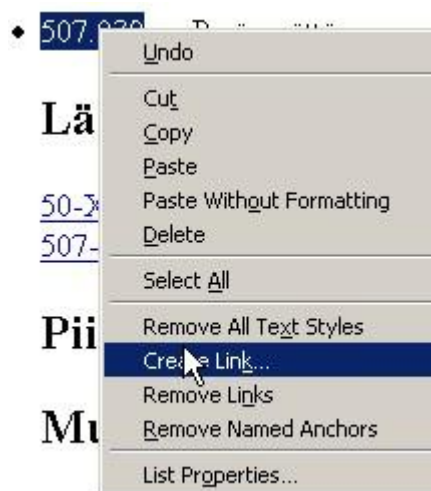 Undo
Cut
Lä
Copy
Paste
50-
Paste Without Formatting
507-
Delete
Select All
Pii
Remove All Text Styles
Create Link...
Remove Links
Mu
Remove Named Anchors
List Properties...